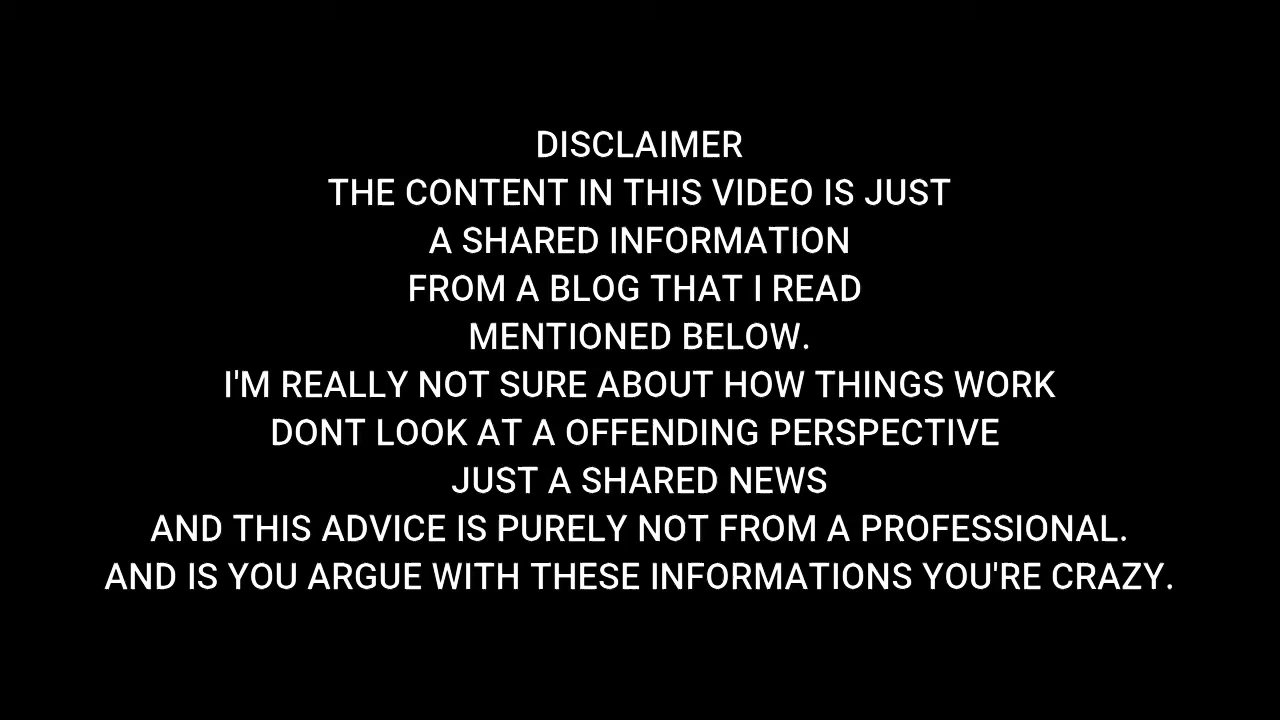 DISCLAIMER
THE CONTENT IN THIS VIDEO IS JUST
A SHARED INFORMATION
FROM A BLOG THAT I READ
MENTIONED BELOW.
I'M REALLY NOT SURE ABOUT HOW THINGS WORK
DONT LOOK AT A OFFENDING PERSPECTIVE
JUST A SHARED NEWS
AND THIS ADVICE IS PURELY NOT FROM A PROFESSIONAL.
AND IS YOU ARGUE WITH THESE INFORMATIONS YOU'RE CRAZY.